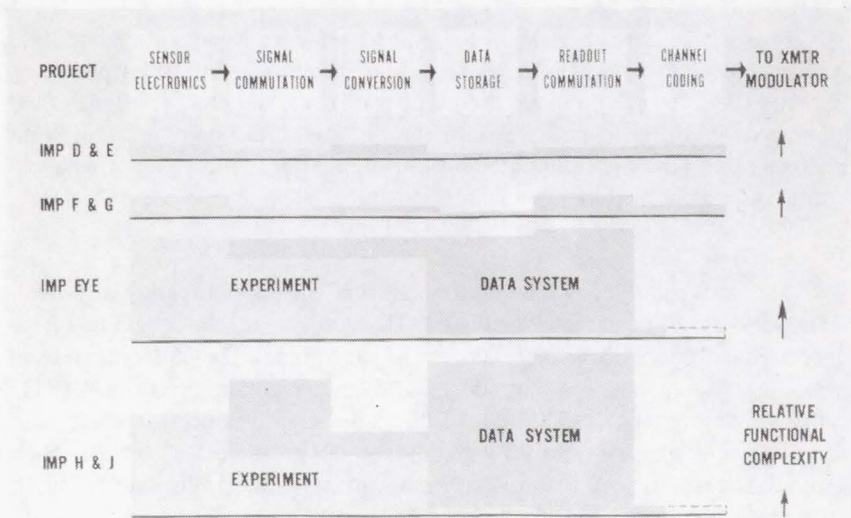 PROJECT
SENSOR ELECTRONICS → SIGNAL COMMUTATION → SIGNAL CONVERSION → DATA STORAGE → READOUT COMMUTATION → CHANNEL CODING → TO XMTR MODULATOR
IMP D & E
IMP F & G
IMP EYE
EXPERIMENT
DATA SYSTEM
IMP H & J
DATA SYSTEM
EXPERIMENT
RELATIVE
FUNCTIONAL
COMPLEXITY